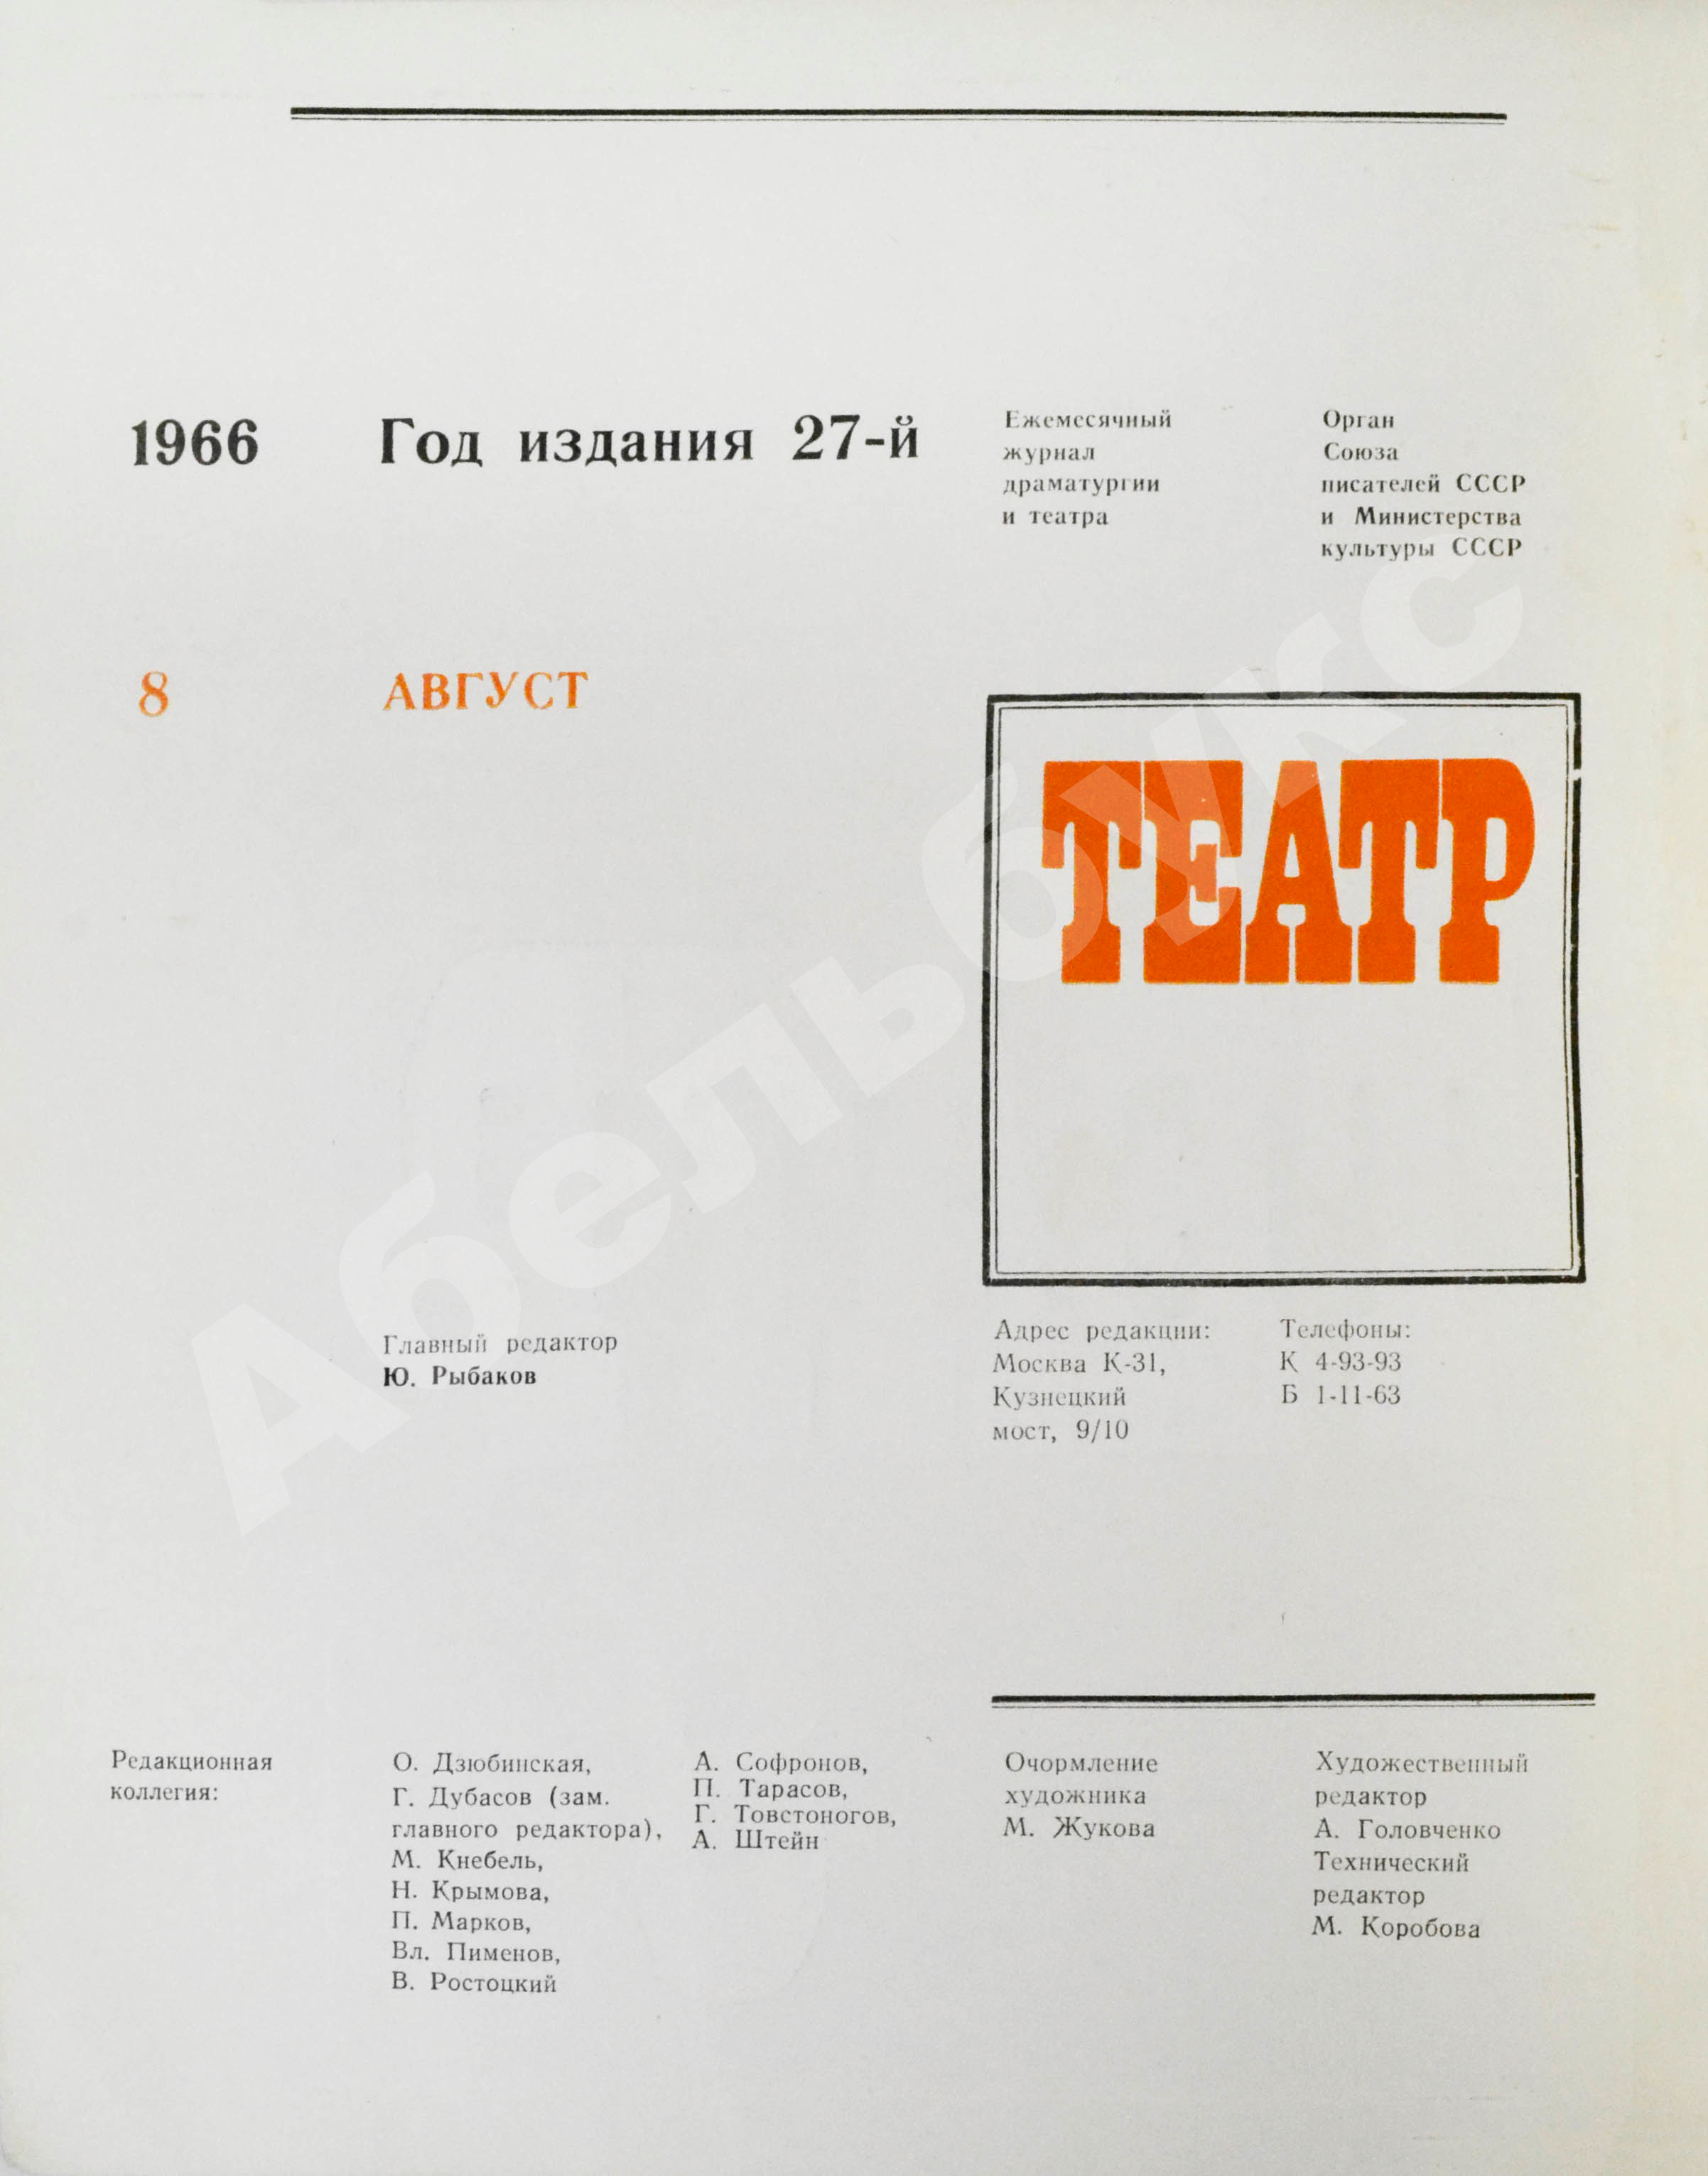 1966
Год издания 27-й
Ежемесячный
журнал
драматургии
и театра
Орган
Союза
писателей СССР
и Министерства
культуры СССР
8
АВГУСТ
ТЕАТР
Главный редактор
Ю. Рыбаков
Адрес редакции:
Москва К-31,
Кузнецкий
мост, 9/10
Телефоны:
К 4-93-93
Б 1-11-63
Редакционная
коллегия:
О. Дзюбинская,
Г. Дубасов (зам.
главного редактора),
М. Кнебель,
Н. Крымова,
П. Марков,
Вл. Пименов,
В. Ростоцкий
А. Софронов,
П. Тарасов,
Г. Товстоногов,
А. Штейн
Очормление
художника
М. Жукова
Художественный
редактор
А. Головченко
Технический
редактор
М. Коробова
Абельбукс